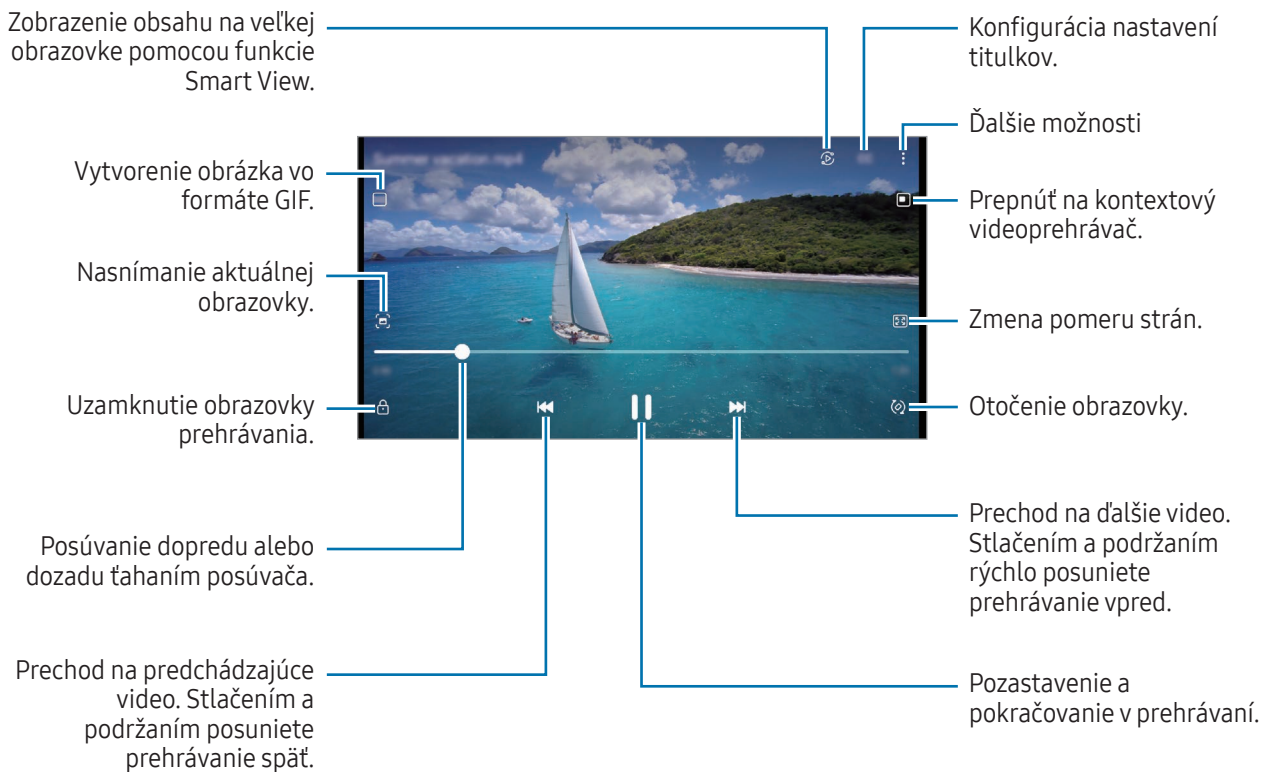 Zobrazenie obsahu na veľkej
obrazovke pomocou funkcie
Smart View.
Konfigurácia nastavení
titulkov.
Ďalšie možnosti
Vytvorenie obrázka vo
formáte GIF.
Prepnúť na kontextový
videoprehrávač.
Nasnímanie aktuálnej
obrazovky.
Zmena pomeru strán.
Uzamknutie obrazovky
prehrávania.
Otočenie obrazovky.
Posúvanie dopredu alebo
dozadu ťahaním posúvača.
Prechod na ďalšie video.
Stlačením a podržaním
rýchlo posuniete
prehrávanie vpred.
Prechod na predchádzajúce
video. Stlačením a
podržaním posuniete
prehrávanie späť.
Pozastavenie a
pokračovanie v prehrávaní.